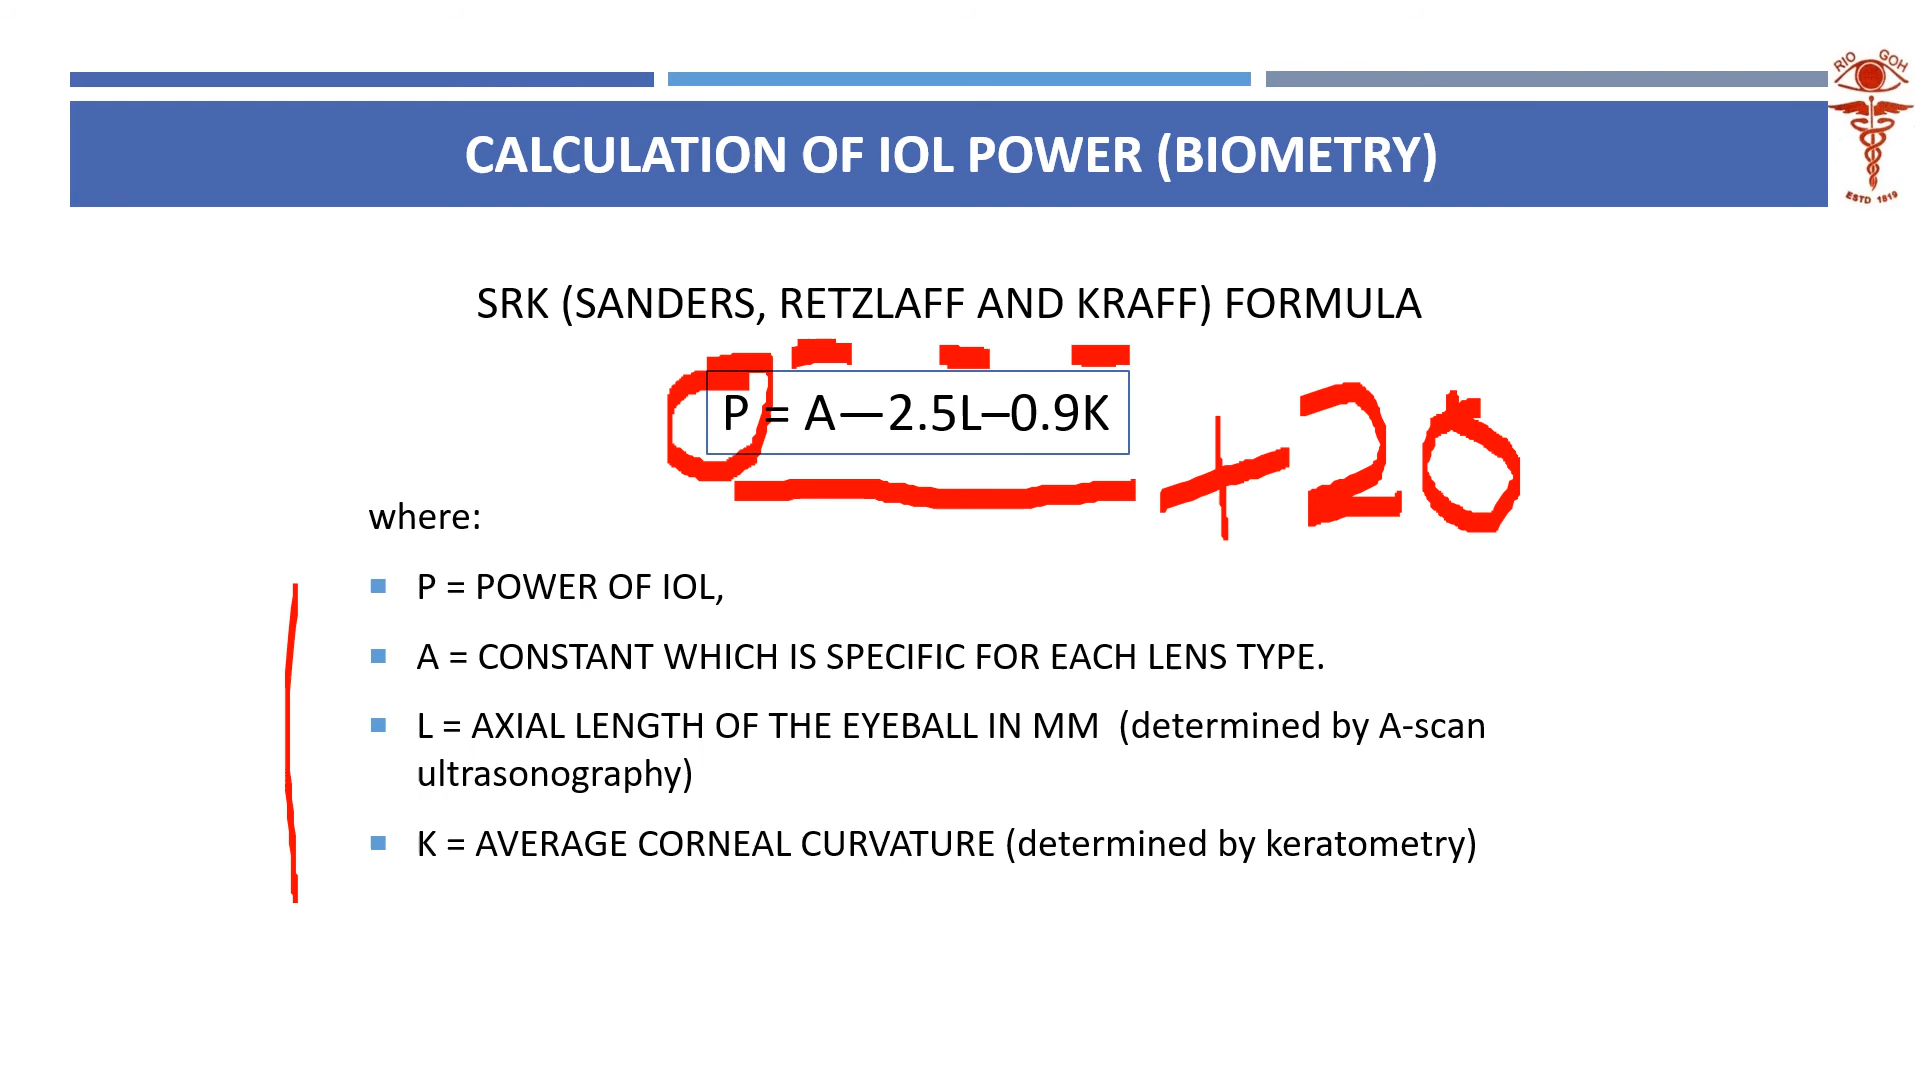 RIO GOH
CALCULATION OF IOL POWER (BIOMETRY)
ESTD 1819
SRK (SANDERS, RETZLAFF AND KRAFF) FORMULA
P = A—2.5L–0.9K
+20
where:
P = POWER OF IOL,
A = CONSTANT WHICH IS SPECIFIC FOR EACH LENS TYPE.
L = AXIAL LENGTH OF THE EYEBALL IN MM (determined by A-scan
ultrasonography)
K = AVERAGE CORNEAL CURVATURE (determined by keratometry)